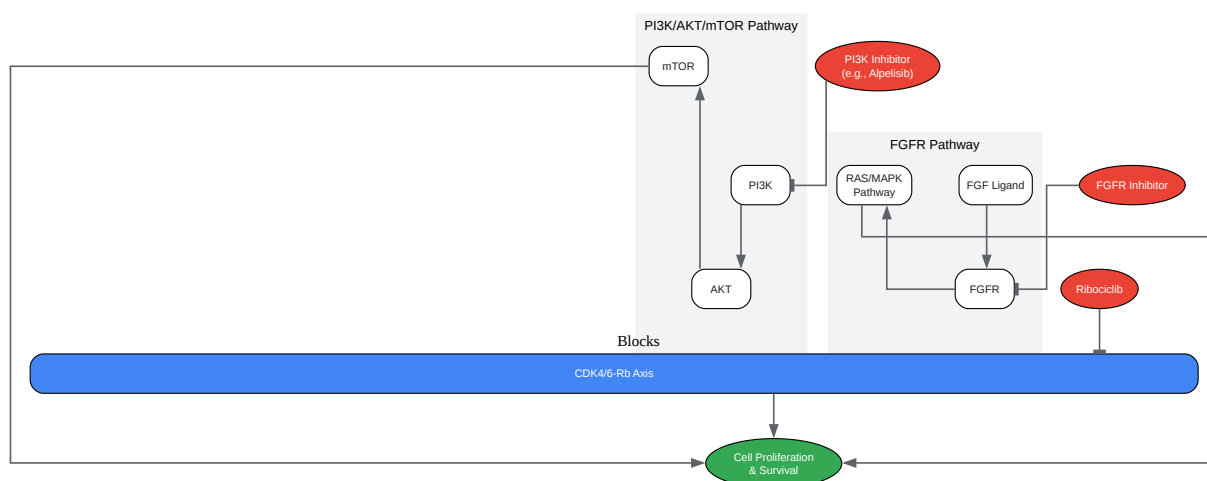 PI3K/AKT/mTOR Pathway
mTOR
PI3K Inhibitor
(e.g., Alpelisib)
FGFR Pathway
PI3K
RAS/MAPK
Pathway
FGF Ligand
FGFR Inhibitor
AKT
FGFR
Ribociclib
Blocks
CDK4/6-Rb Axis
Cell Proliferation
& Survival